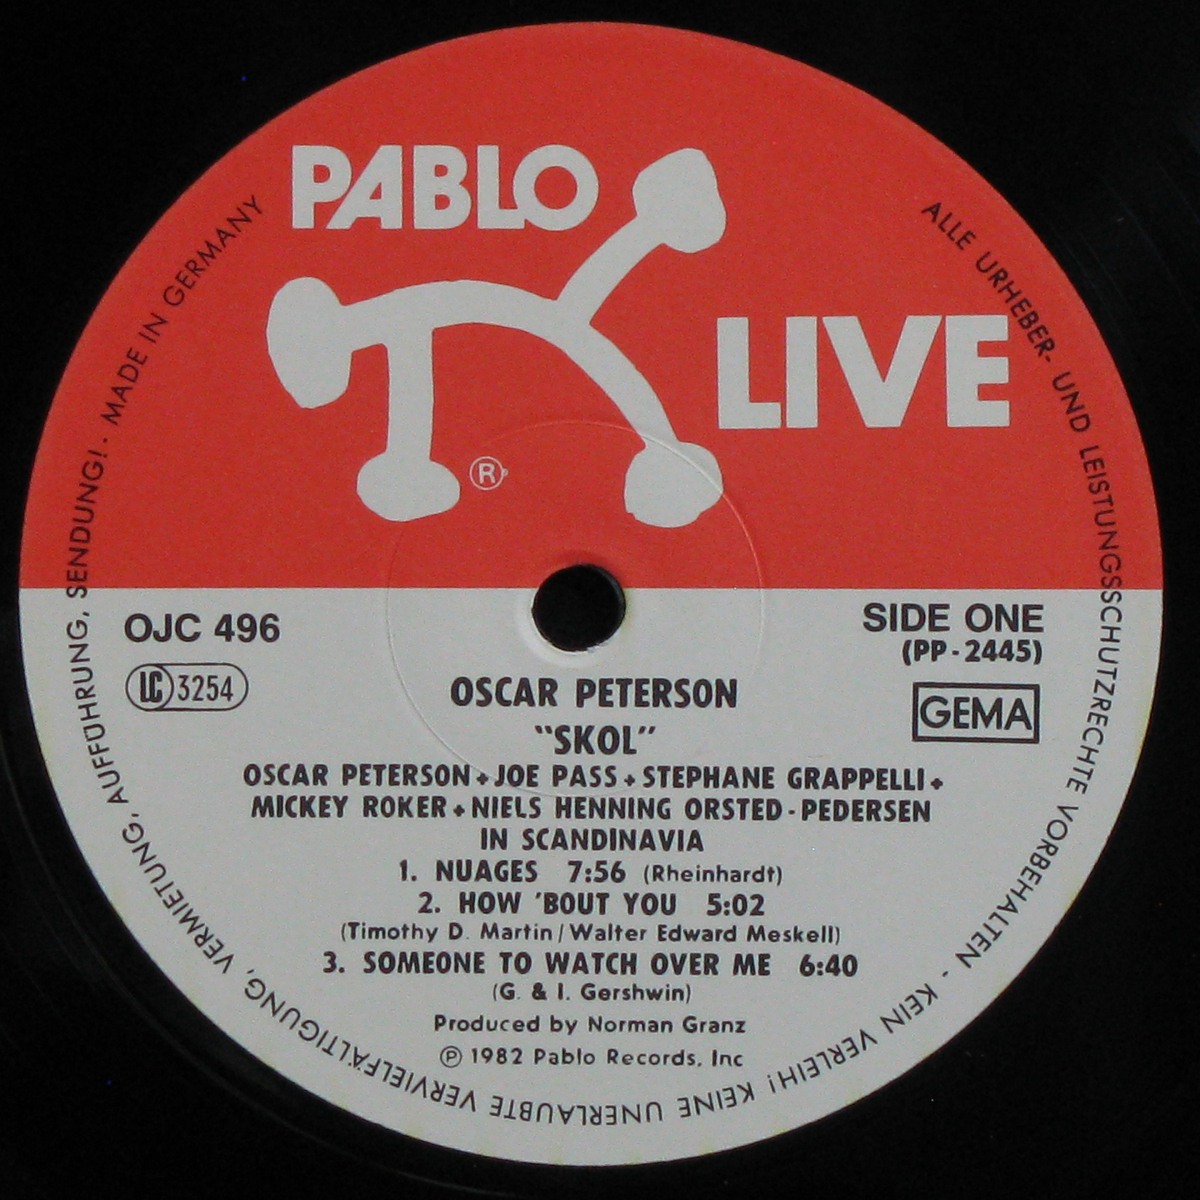 PABLO
LIVE
®
OJC 496
LC 3254
SIDE ONE
(PP-2445)
GEMA
OSCAR PETERSON
"SKOL"
OSCAR PETERSON + JOE PASS + STEPHANE GRAPPELLI +
MICKEY ROKER + NIELS HENNING ORSTED-PEDERSEN
IN SCANDINAVIA
1. NUAGES 7:56 (Rheinhardt)
2. HOW 'BOUT YOU 5:02
(Timothy D. Martin/Walter Edward Meskell)
3. SOMEONE TO WATCH OVER ME 6:40
(G. & I. Gershwin)
Produced by Norman Granz
℗ 1982 Pablo Records, Inc
ALLE URHEBER- UND LEISTUNGSSCHUTZRECHTE VORBEHALTEN - KEIN VERLEIH! KEINE UNERLAUBTE VERVIELFÄLTIGUNG, VERMIETUNG, AUFFÜHRUNG, SENDUNG! · MADE IN GERMANY